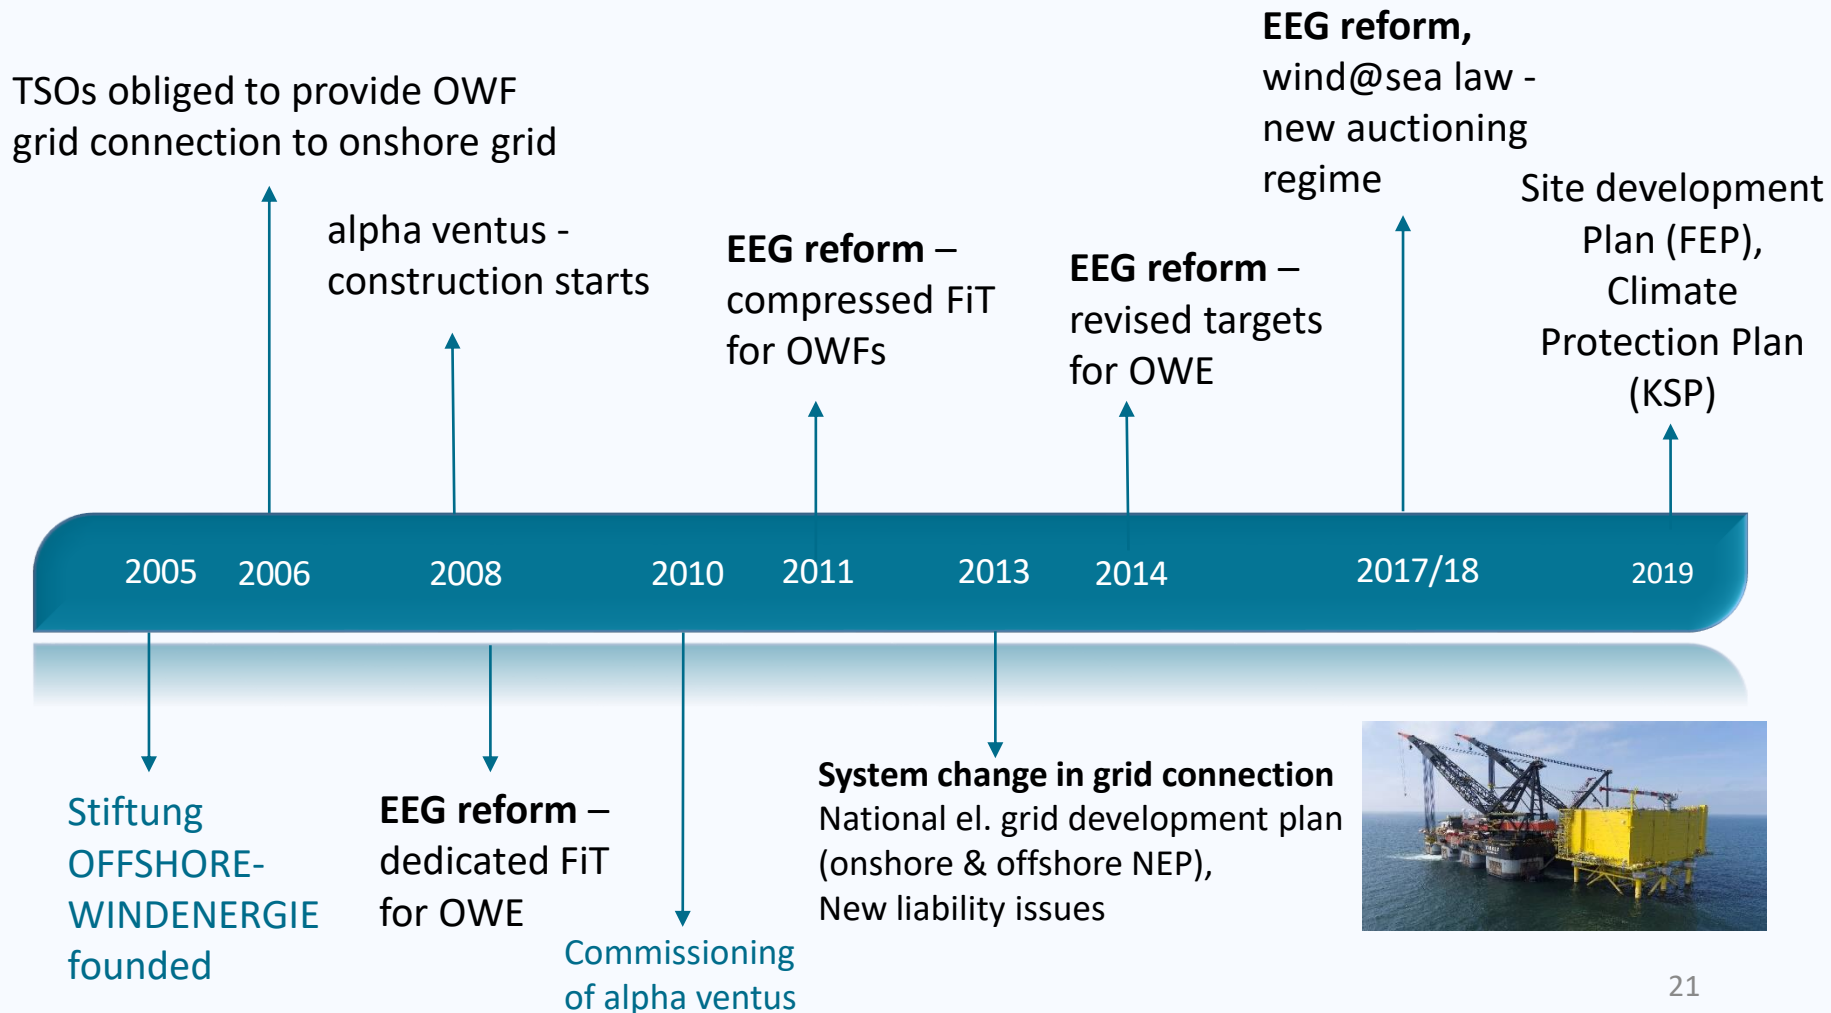 TSOs obliged to provide OWF
grid connection to onshore grid
alpha ventus -
construction starts
EEG reform –
compressed FiT
for OWFs
EEG reform –
revised targets
for OWE
EEG reform,
wind@sea law -
new auctioning
regime
Site development
Plan (FEP),
Climate
Protection Plan
(KSP)
2005 2006 2008 2010 2011 2013 2014 2017/18 2019
Stiftung
OFFSHORE-
WINDENERGIE
founded
EEG reform –
dedicated FiT
for OWE
Commissioning
of alpha ventus
System change in grid connection
National el. grid development plan
(onshore & offshore NEP),
New liability issues
21